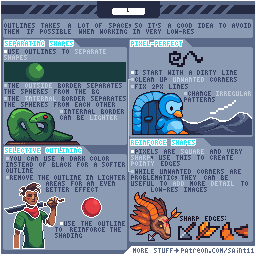 OUTLINES TAKES A LOT OF SPACE, SO IT'S A GOOD IDEA TO AVOID
THEM IF POSSIBLE WHEN WORKING IN VERY LOW-RES
SEPARATING SHAPES
USE OUTLINES TO SEPARATE
SHAPES
THE OUTSIDE BORDER SEPARATES
THE SPHERES FROM THE BG
THE INTERNAL BORDER SEPARATES
THE SPHERES FROM EACH OTHER
INTERNAL BORDER
CAN BE LIGHTER
PIXEL PERFECT
START WITH A DIRTY LINE
CLEAN UP UNWANTED CORNERS
FIX 2PX LINES
CHANGE IRREGULAR
PATTERNS
SELECTIVE OUTLINING
YOU CAN USE A DARK COLOR
INSTEAD OF BLACK FOR A SOFTER
OUTLINE
REMOVE THE OUTLINE IN LIGHTER
AREAS FOR AN EVEN
BETTER EFFECT
USE THE OUTLINE
TO REINFORCE THE
SHADING
REINFORCE SHAPES
PIXELS ARE SQUARE AND VERY
SHARP. USE THIS TO CREATE
POINTY EDGES
WHILE UNWANTED CORNERS ARE
PROBLEMATIC, THEY CAN BE
USEFUL TO ADD MORE DETAIL TO
LOW-RES IMAGES
SHARP EDGES:
MORE STUFF→PATREON.COM/SAINT11